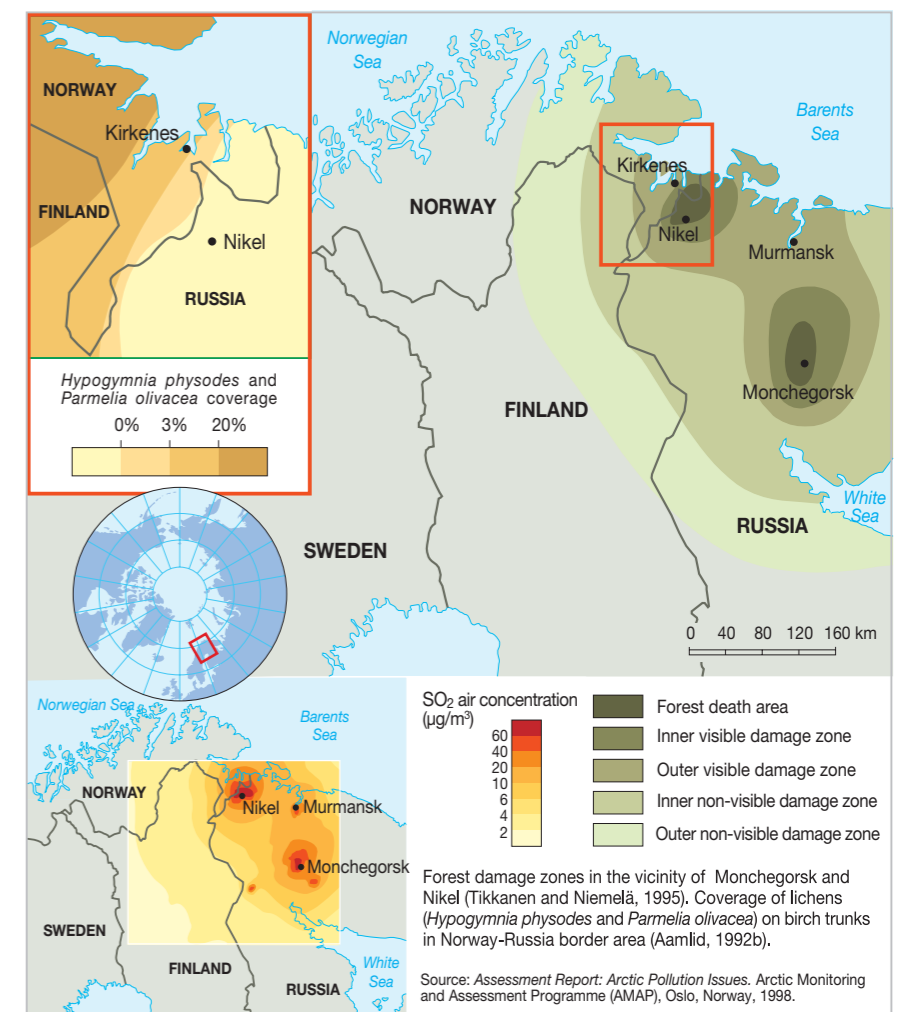 NORWAY
Kirkenes
FINLAND
Nikel
RUSSIA
Hypogymnia physodes and
Parmelia olivacea coverage
0% 3% 20%
Norwegian
Sea
Barents
Sea
Kirkenes
NORWAY
Nikel
Murmansk
Monchegorsk
FINLAND
White
Sea
RUSSIA
SWEDEN
0 40 80 120 160 km
Norwegian Sea
Barents
Sea
NORWAY
Nikel
Murmansk
Monchegorsk
SWEDEN
FINLAND
White
Sea
RUSSIA
SO₂ air concentration
(µg/m³)
60
40
20
10
6
4
2
Forest death area
Inner visible damage zone
Outer visible damage zone
Inner non-visible damage zone
Outer non-visible damage zone
Forest damage zones in the vicinity of Monchegorsk and
Nikel (Tikkanen and Niemelä, 1995). Coverage of lichens
(Hypogymnia physodes and Parmelia olivacea) on birch trunks
in Norway-Russia border area (Aamlid, 1992b).
Source: Assessment Report: Arctic Pollution Issues. Arctic Monitoring
and Assessment Programme (AMAP), Oslo, Norway, 1998.